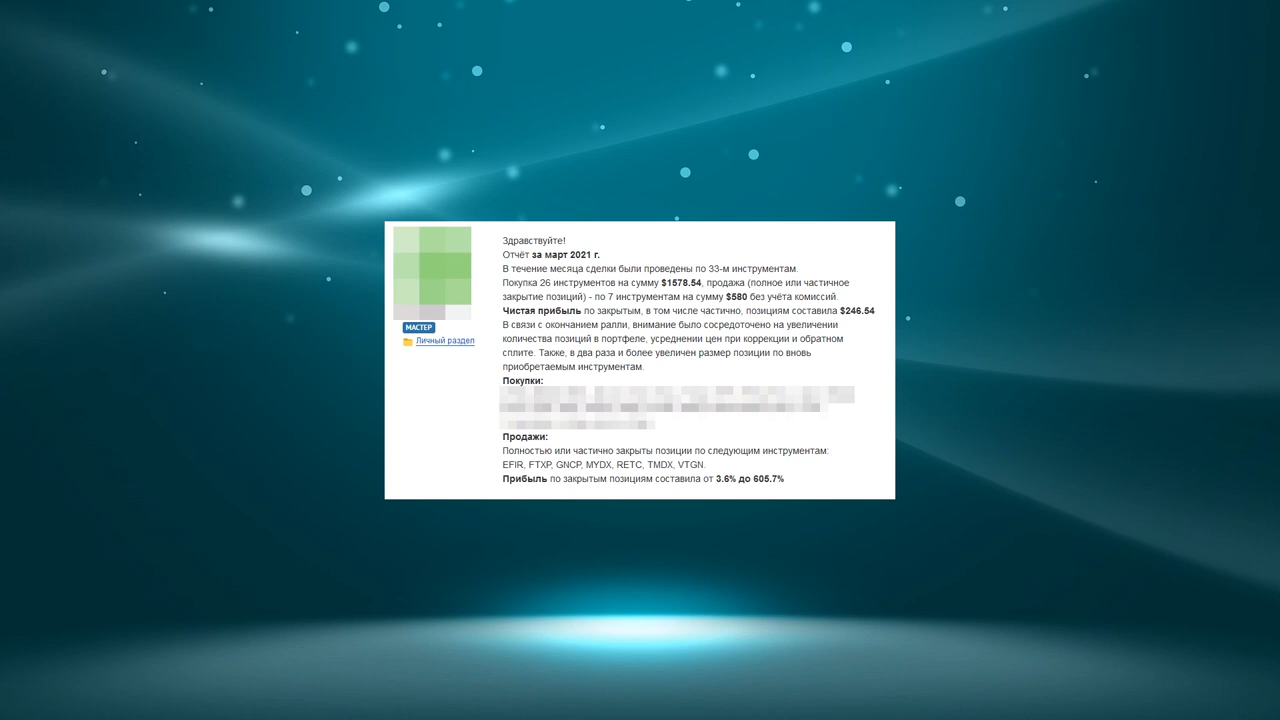 МАСТЕР
Личный раздел
Здравствуйте!
Отчёт за март 2021 г.
В течение месяца сделки были проведены по 33-м инструментам.
Покупка 26 инструментов на сумму $1578.54, продажа (полное или частичное
закрытие позиций) - по 7 инструментам на сумму $580 без учёта комиссий.
Чистая прибыль по закрытым, в том числе частично, позициям составила $246.54
В связи с окончанием ралли, внимание было сосредоточено на увеличении
количества позиций в портфеле, усреднении цен при коррекции и обратном
сплите. Также, в два раза и более увеличен размер позиции по вновь
приобретаемым инструментам.
Покупки:
Продажи:
Полностью или частично закрыты позиции по следующим инструментам:
EFIR, FTXP, GNCP, MYDX, RETC, TMDX, VTGN.
Прибыль по закрытым позициям составила от 3.6% до 605.7%